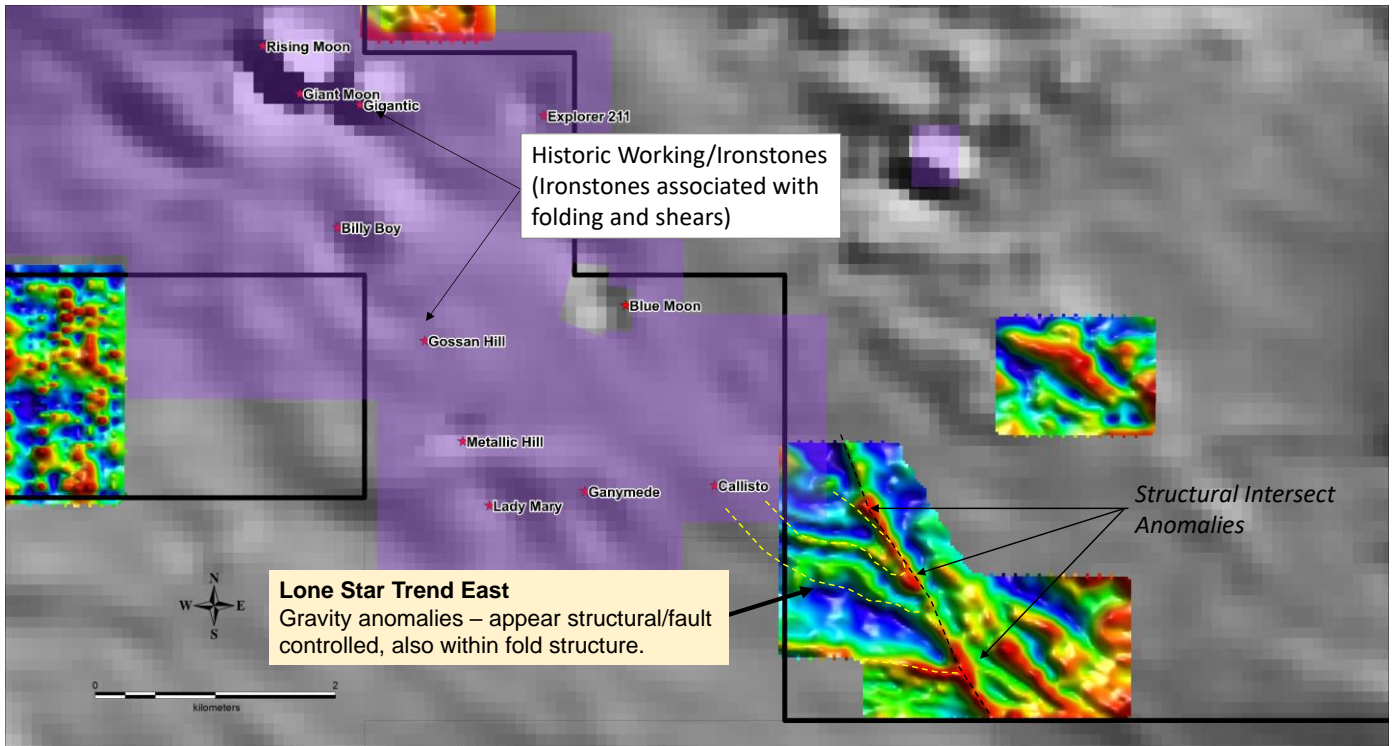 Rising Moon
Giant Moon
Gigantic
Explorer 211
Historic Working/Ironstones
(Ironstones associated with
folding and shears)
Billy Boy
Blue Moon
Gossan Hill
Metallic Hill
Lady Mary
Ganymede
Callisto
Structural Intersect
Anomalies
Lone Star Trend East
Gravity anomalies – appear structural/fault
controlled, also within fold structure.
N
W E
S
0 2
kilometers